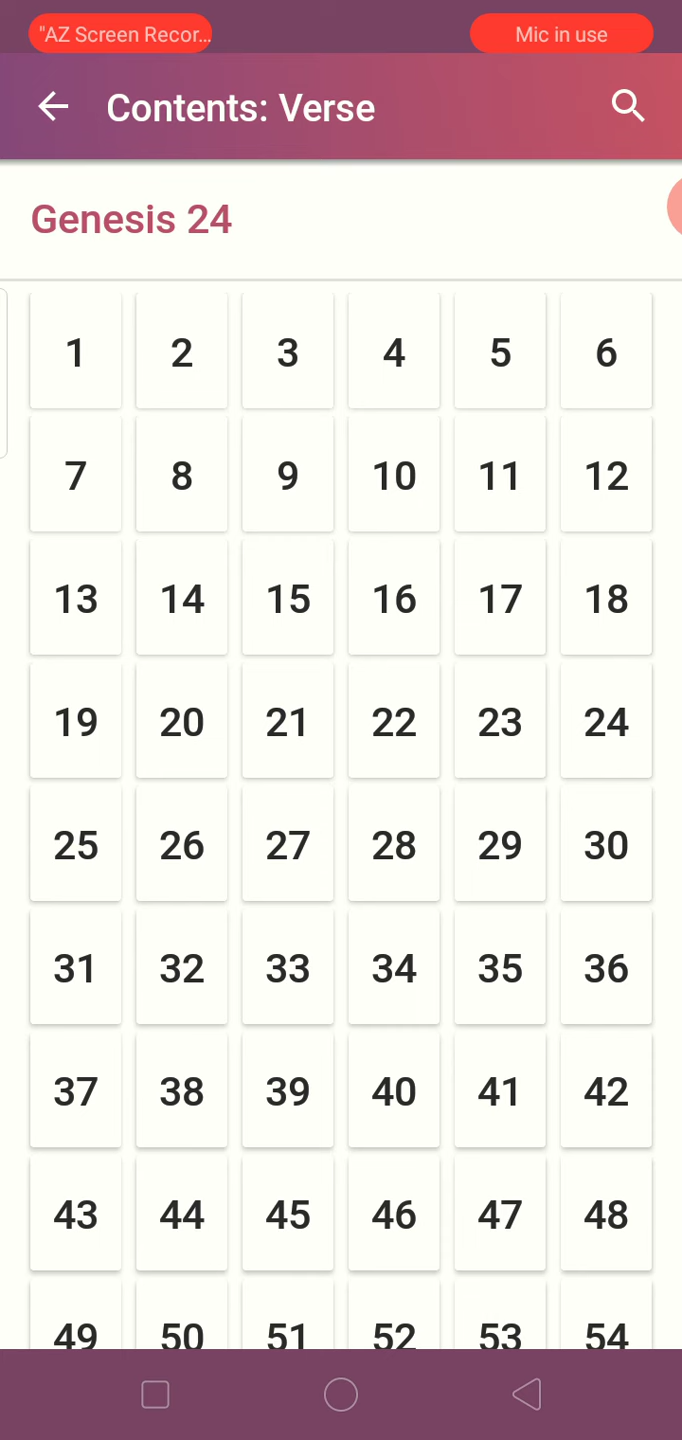 "AZ Screen Recor... Mic in use
Contents: Verse
Genesis 24
1 2 3 4 5 6
7 8 9 10 11 12
13 14 15 16 17 18
19 20 21 22 23 24
25 26 27 28 29 30
31 32 33 34 35 36
37 38 39 40 41 42
43 44 45 46 47 48
49 50 51 52 53 54